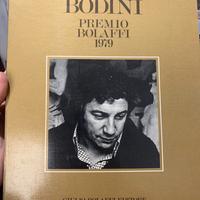 BODINI
PREMIO
BOLAFFI
1979
GIULIO BOLAFFI EDITORE